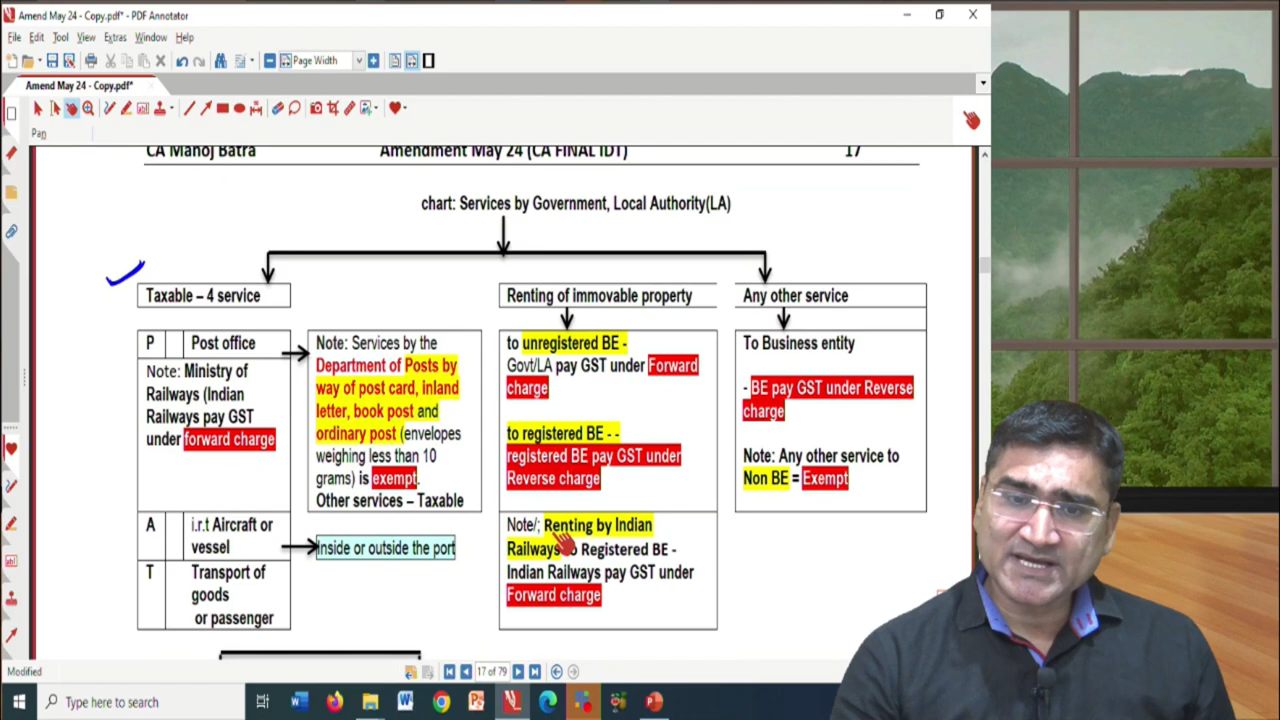 Amend May 24 - Copy.pdf* - PDF Annotator
File Edit Tool View Extras Window Help
Page Width
Amend May 24 - Copy.pdf*
Pan
CA Manoj Batra Amendment May 24 (CA FINAL IDT) 17
chart: Services by Government, Local Authority(LA)
Taxable – 4 service
P Post office
Note: Ministry of
Railways (Indian
Railways pay GST
under forward charge
Note: Services by the
Department of Posts by
way of post card, inland
letter, book post and
ordinary post (envelopes
weighing less than 10
grams) is exempt.
Other services – Taxable
A i.r.t Aircraft or
vessel
Inside or outside the port
T Transport of
goods
or passenger
Renting of immovable property
to unregistered BE -
Govt/LA pay GST under Forward
charge
to registered BE - -
registered BE pay GST under
Reverse charge
Note/; Renting by Indian
Railways to Registered BE -
Indian Railways pay GST under
Forward charge
Any other service
To Business entity
- BE pay GST under Reverse
charge
Note: Any other service to
Non BE = Exempt
Modified
17 of 79
Type here to search